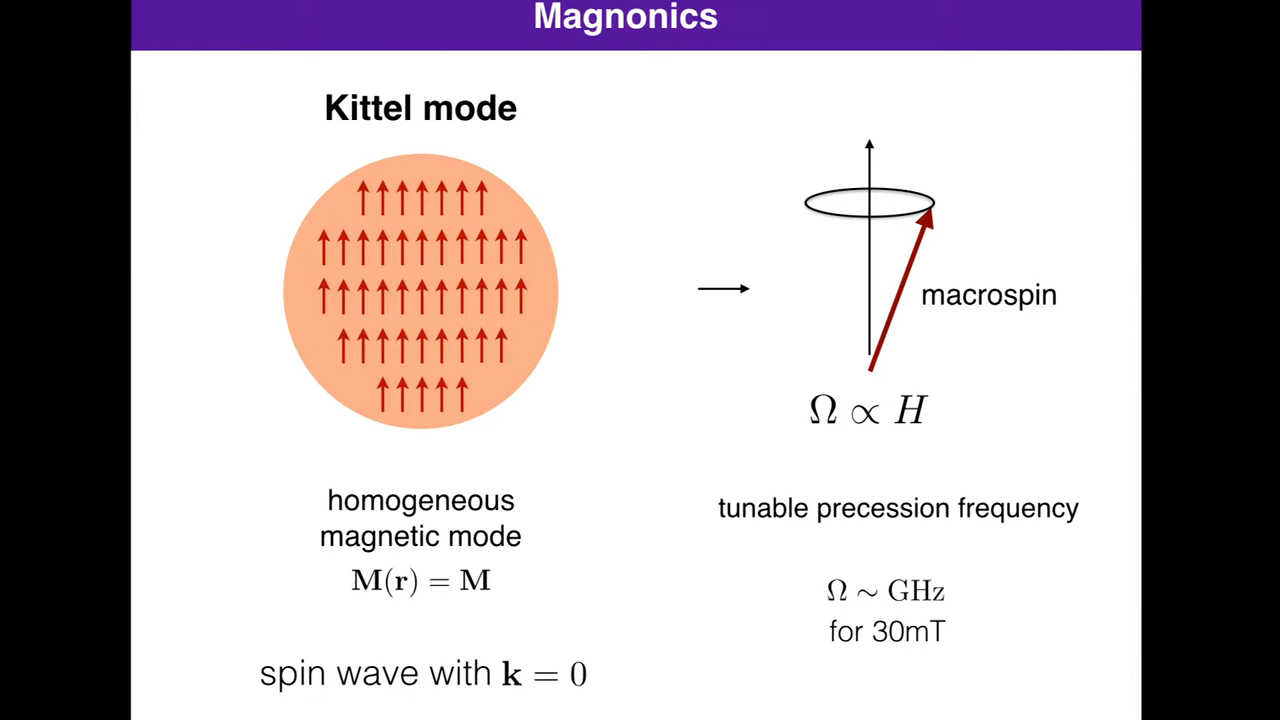 Magnonics
Kittel mode
macrospin
Ω ∝ H
homogeneous
magnetic mode
M(r) = M
spin wave with k = 0
tunable precession frequency
Ω ∼ GHz
for 30mT